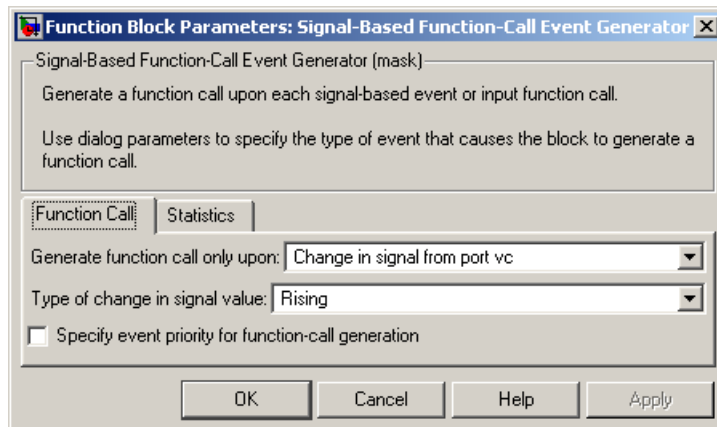 Function Block Parameters: Signal-Based Function-Call Event Generator
Signal-Based Function-Call Event Generator (mask)
Generate a function call upon each signal-based event or input function call.
Use dialog parameters to specify the type of event that causes the block to generate a
function call.
Function Call Statistics
Generate function call only upon: Change in signal from port vc
Type of change in signal value: Rising
Specify event priority for function-call generation
OK Cancel Help Apply